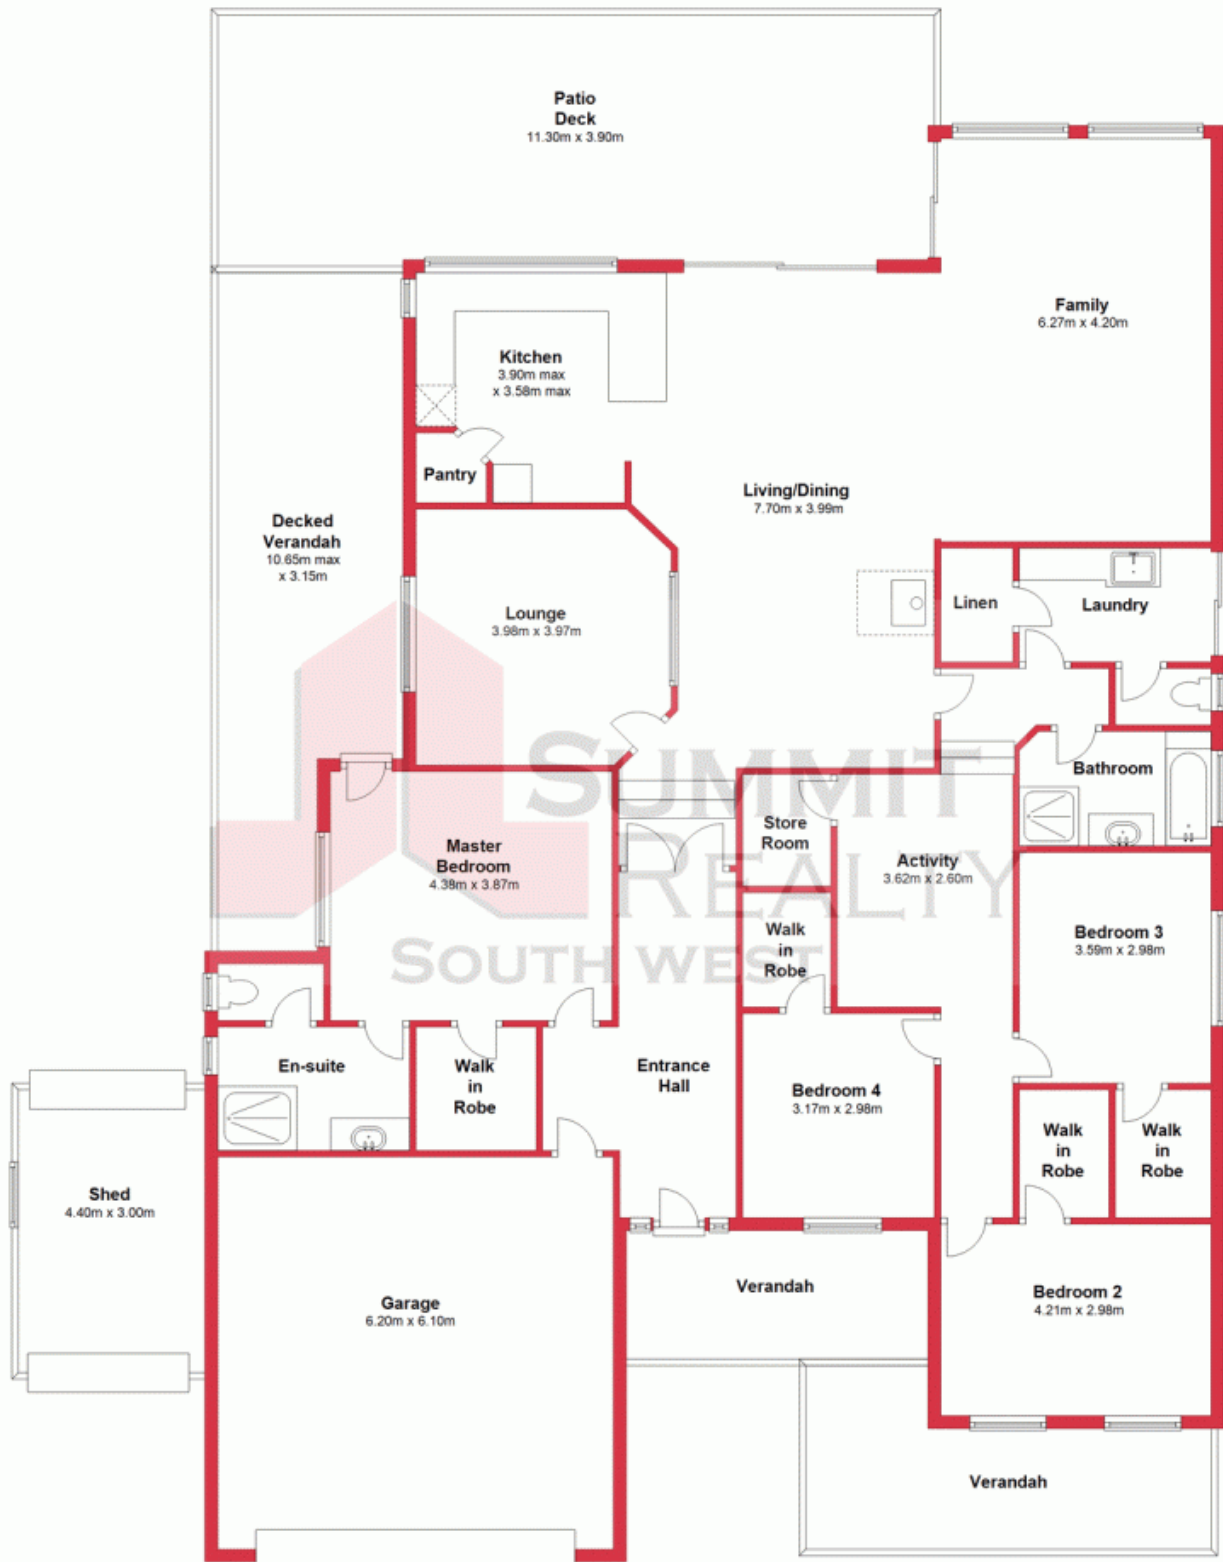 Patio
Deck
11.30m x 3.90m
Family
6.27m x 4.20m
Kitchen
3.90m max
x 3.58m max
Pantry
Living/Dining
7.70m x 3.99m
Decked
Verandah
10.65m max
x 3.15m
Lounge
3.98m x 3.97m
Linen
Laundry
Bathroom
SUMMIT
REALTY
SOUTH WEST
Master
Bedroom
4.38m x 3.87m
Store
Room
Activity
3.62m x 2.60m
Walk
in
Robe
Bedroom 3
3.59m x 2.98m
En-suite
Walk
in
Robe
Entrance
Hall
Bedroom 4
3.17m x 2.98m
Walk
in
Robe
Walk
in
Robe
Shed
4.40m x 3.00m
Garage
6.20m x 6.10m
Verandah
Bedroom 2
4.21m x 2.98m
Verandah